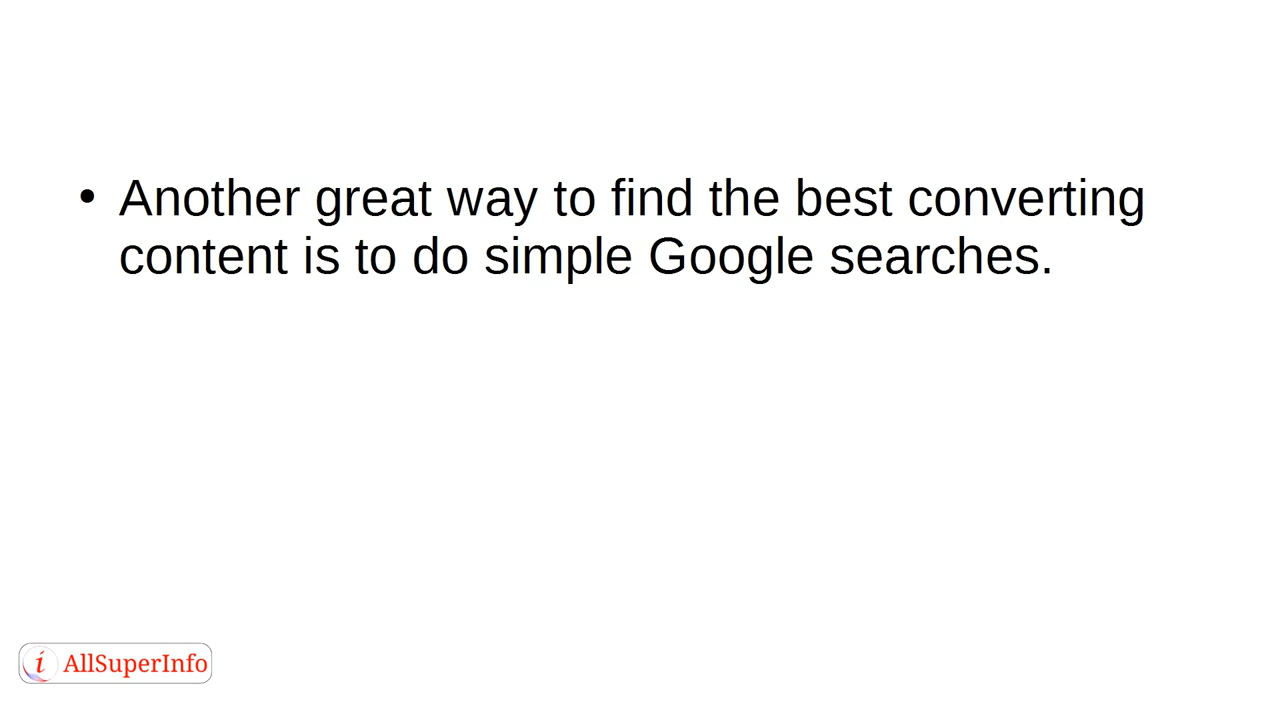 • Another great way to find the best converting
content is to do simple Google searches.
i AllSuperInfo